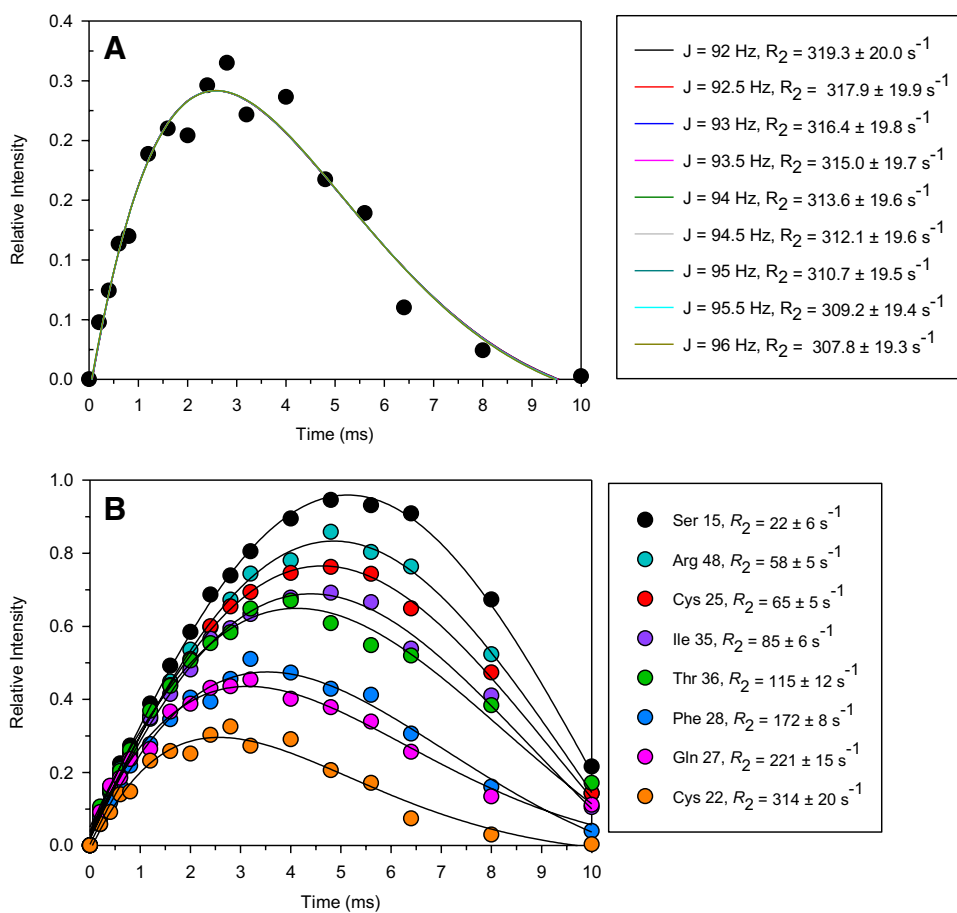 A
0.4
0.3
0.2
0.2
0.1
0.1
0.0
Relative Intensity
0 1 2 3 4 5 6 7 8 9 10
Time (ms)
J = 92 Hz, R2 = 319.3 ± 20.0 s-1
J = 92.5 Hz, R2 = 317.9 ± 19.9 s-1
J = 93 Hz, R2 = 316.4 ± 19.8 s-1
J = 93.5 Hz, R2 = 315.0 ± 19.7 s-1
J = 94 Hz, R2 = 313.6 ± 19.6 s-1
J = 94.5 Hz, R2 = 312.1 ± 19.6 s-1
J = 95 Hz, R2 = 310.7 ± 19.5 s-1
J = 95.5 Hz, R2 = 309.2 ± 19.4 s-1
J = 96 Hz, R2 = 307.8 ± 19.3 s-1
B
1.0
0.8
0.6
0.4
0.2
0.0
Relative Intensity
0 1 2 3 4 5 6 7 8 9 10
Time (ms)
Ser 15, R2 = 22 ± 6 s-1
Arg 48, R2 = 58 ± 5 s-1
Cys 25, R2 = 65 ± 5 s-1
Ile 35, R2 = 85 ± 6 s-1
Thr 36, R2 = 115 ± 12 s-1
Phe 28, R2 = 172 ± 8 s-1
Gln 27, R2 = 221 ± 15 s-1
Cys 22, R2 = 314 ± 20 s-1